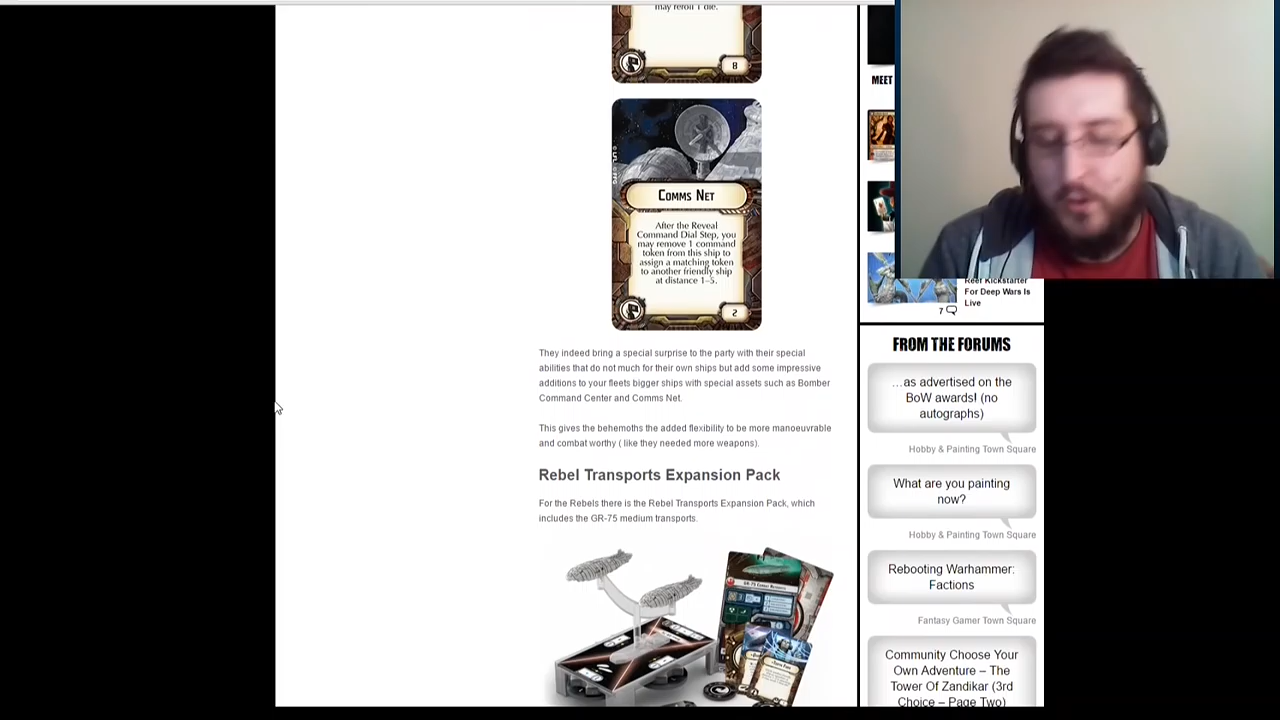 may reroll 1 die.
8
COMMS NET
After the Reveal
Command Dial Step, you
may remove 1 command
token from this ship to
assign a matching token
to another friendly ship
at distance 1–5.
2
They indeed bring a special surprise to the party with their special
abilities that do not much for their own ships but add some impressive
additions to your fleets bigger ships with special assets such as Bomber
Command Center and Comms Net.
This gives the behemoths the added flexibility to be more manoeuvrable
and combat worthy ( like they needed more weapons).
Rebel Transports Expansion Pack
For the Rebels there is the Rebel Transports Expansion Pack, which
includes the GR-75 medium transports.
MEET
Reef Kickstarter
For Deep Wars Is
Live
7
FROM THE FORUMS
…as advertised on the
BoW awards! (no
autographs)
Hobby & Painting Town Square
What are you painting
now?
Hobby & Painting Town Square
Rebooting Warhammer:
Factions
Fantasy Gamer Town Square
Community Choose Your
Own Adventure – The
Tower Of Zandikar (3rd
Choice – Page Two)